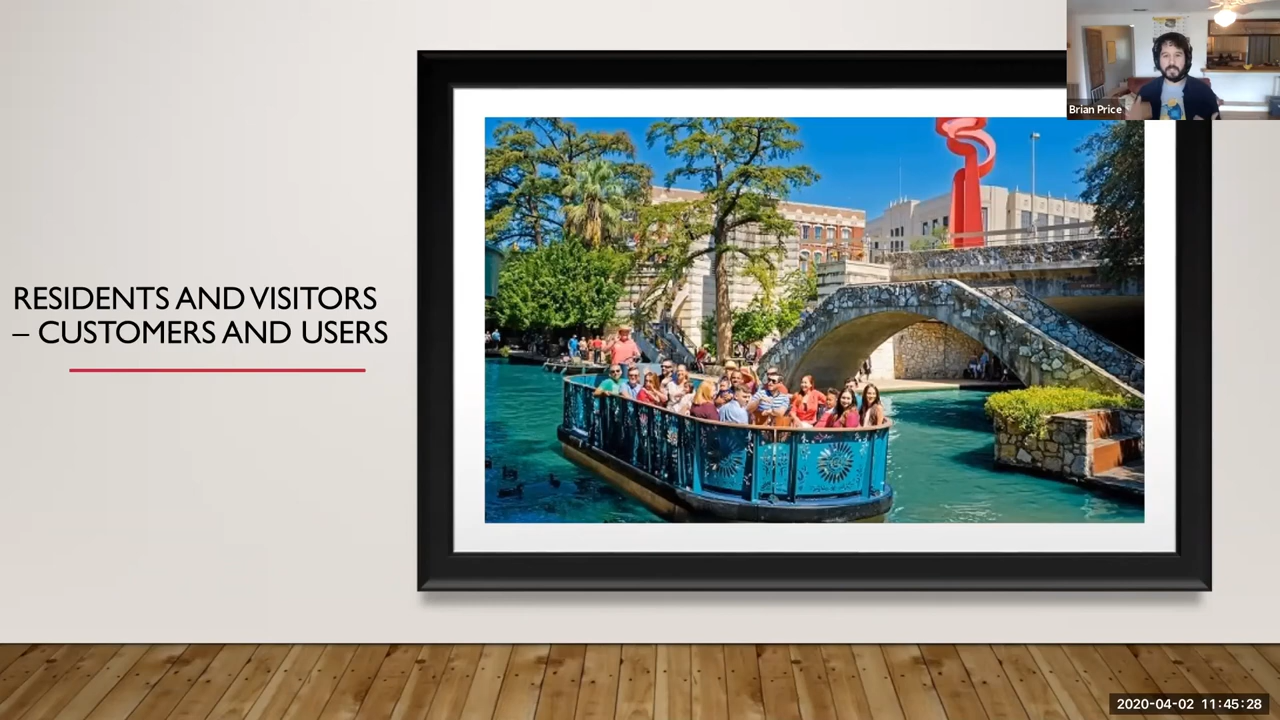 Brian Price
RESIDENTS AND VISITORS
– CUSTOMERS AND USERS
2020-04-02 11:45:28